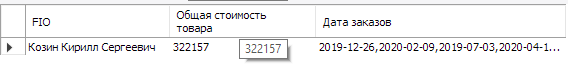 FIO Общая стоимость товара Дата заказов
Козин Кирилл Сергеевич 322157 322157 2019-12-26,2020-02-09,2019-07-03,2020-04-1...